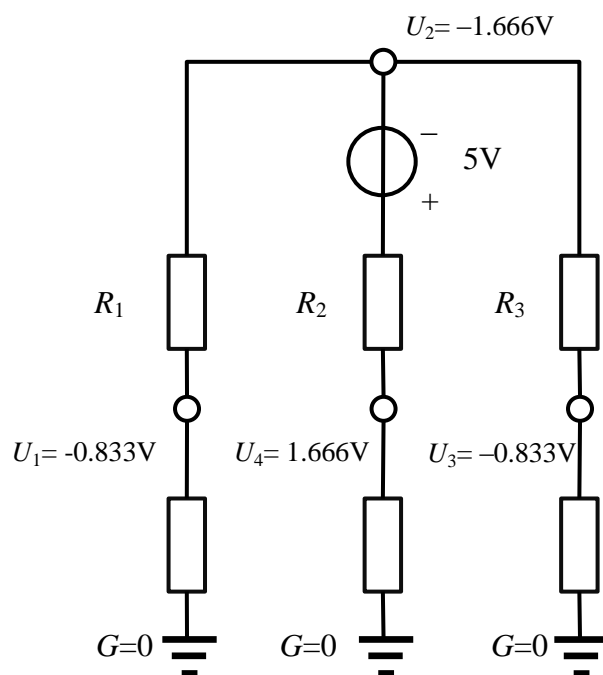 U₂= –1.666V
–
5V
+
R₁
R₂
R₃
U₁= -0.833V
U₄= 1.666V
U₃= –0.833V
G=0
G=0
G=0